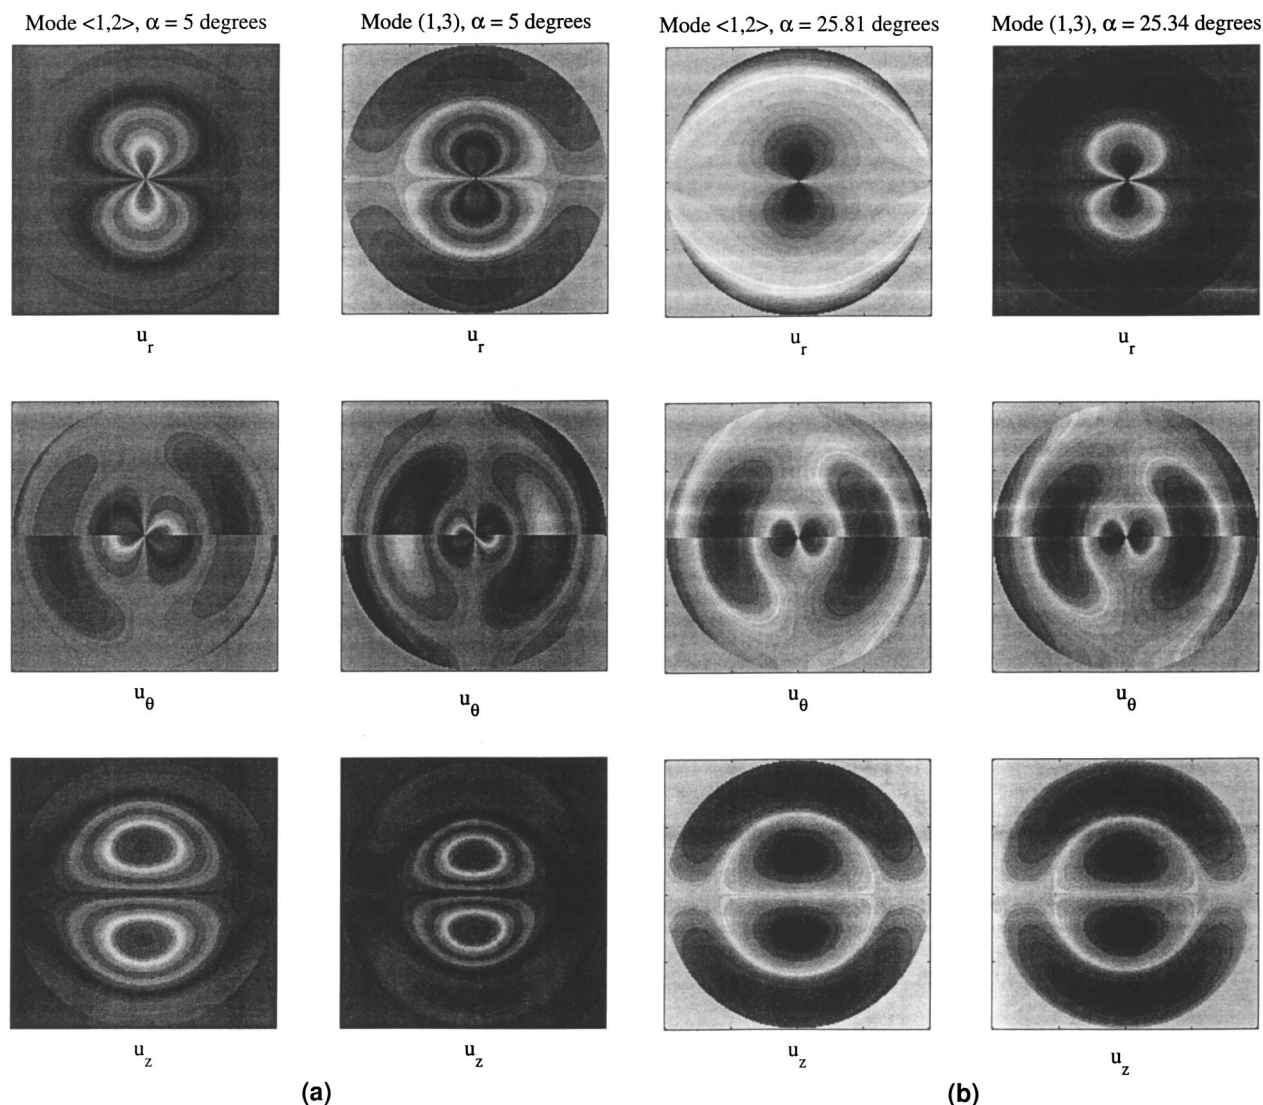 Mode <1,2>, α = 5 degrees Mode (1,3), α = 5 degrees Mode <1,2>, α = 25.81 degrees Mode (1,3), α = 25.34 degrees
u_r u_r u_r u_r
u_θ u_θ u_θ u_θ
u_z u_z u_z u_z
(a) (b)